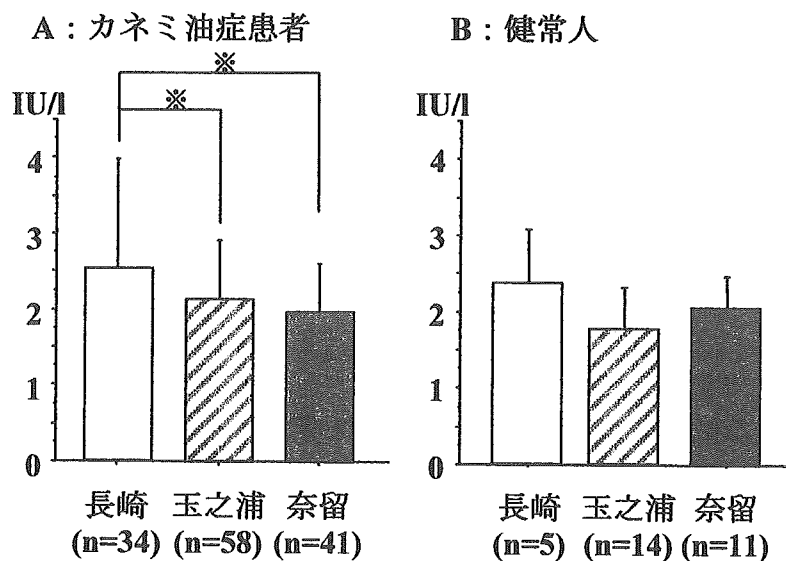 A：カネミ油症患者
※
※
IU/l
4
3
2
1
0
長崎 玉之浦 奈留
(n=34) (n=58) (n=41)
B：健常人
IU/l
4
3
2
1
0
長崎 玉之浦 奈留
(n=5) (n=14) (n=11)